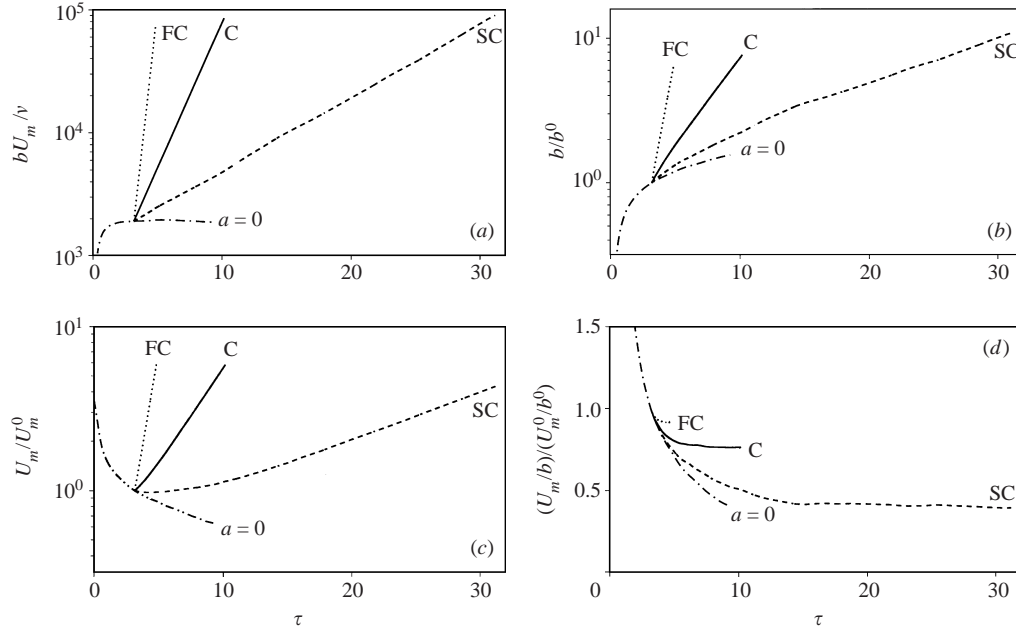 10^5
FC
C
SC
10^4
bU_m /ν
a = 0
(a)
10^3
0
10
20
30
10^1
FC
C
SC
b/b^0
a = 0
10^0
(b)
0
10
20
30
10^1
FC
C
SC
U_m /U_m^0
10^0
a = 0
(c)
0
10
20
30
τ
1.5
(d)
1.0
FC
C
(U_m /b)/(U_m^0/b^0)
0.5
SC
a = 0
0
10
20
30
τ